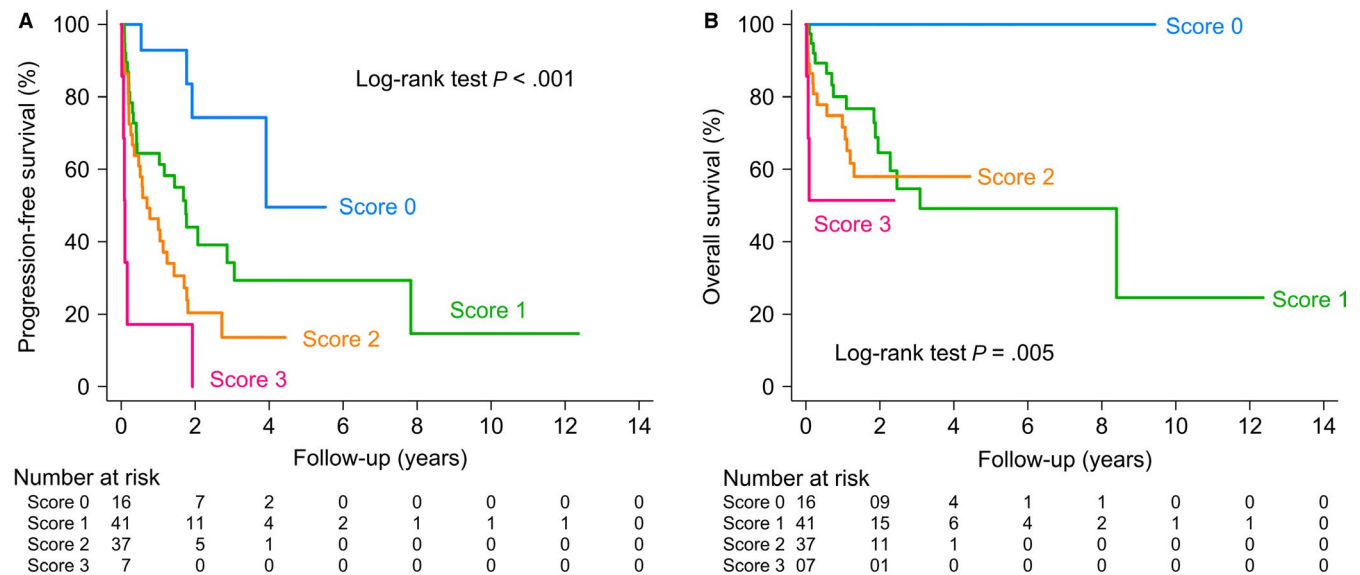 A
Progression-free survival (%)
100
80
60
40
20
0
Log-rank test P < .001
Score 0
Score 1
Score 2
Score 3
0 2 4 6 8 10 12 14
Follow-up (years)
Number at risk
Score 0 16 7 2 0 0 0 0 0
Score 1 41 11 4 2 1 1 1 0
Score 2 37 5 1 0 0 0 0 0
Score 3 7 0 0 0 0 0 0 0
B
Overall survival (%)
100
80
60
40
20
0
Score 0
Score 2
Score 3
Score 1
Log-rank test P = .005
0 2 4 6 8 10 12 14
Follow-up (years)
Number at risk
Score 0 16 09 4 1 1 0 0 0
Score 1 41 15 6 4 2 1 1 0
Score 2 37 11 1 0 0 0 0 0
Score 3 07 01 0 0 0 0 0 0